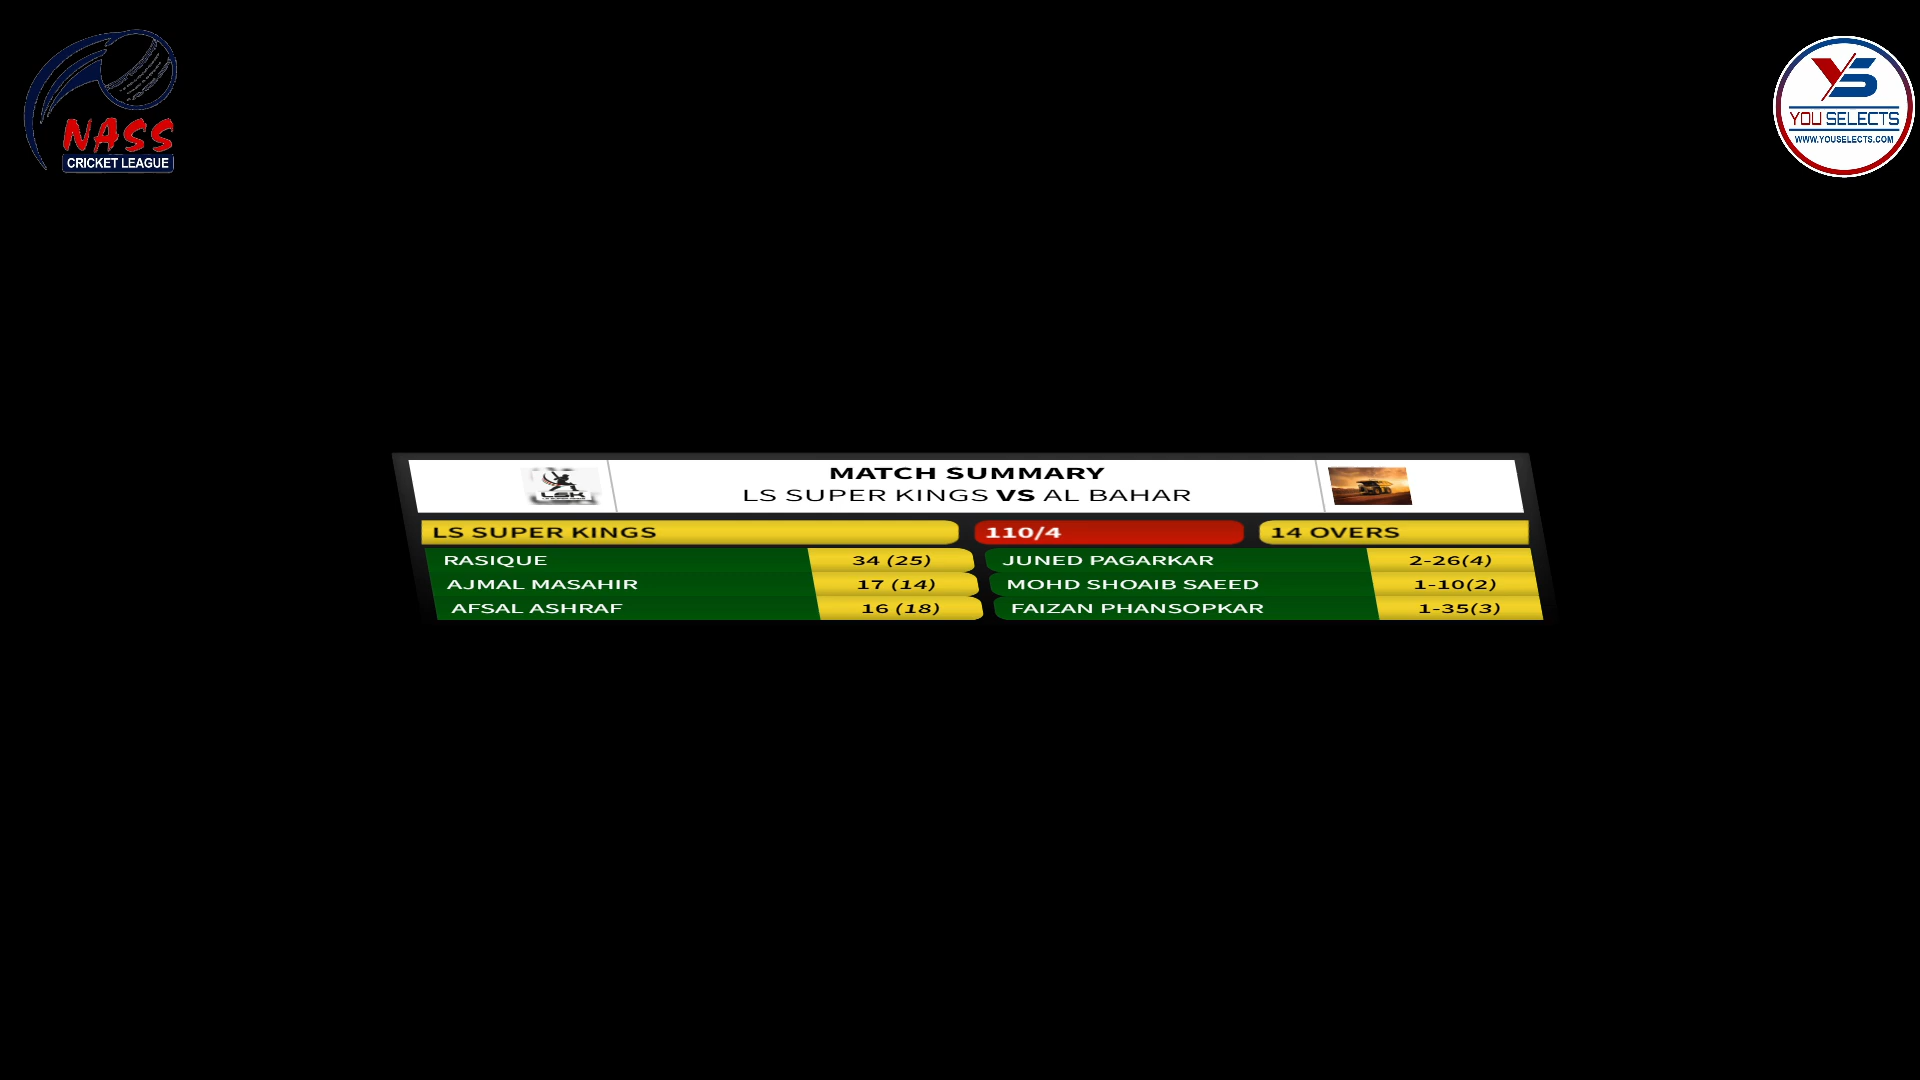 NASS
CRICKET LEAGUE
YS
YOU SELECTS
WWW.YOUSELECTS.COM
MATCH SUMMARY
LS SUPER KINGS VS AL BAHAR
LSK
LS SUPER KINGS 110/4 14 OVERS
RASIQUE 34 (25) JUNED PAGARKAR 2-26(4)
AJMAL MASAHIR 17 (14) MOHD SHOAIB SAEED 1-10(2)
AFSAL ASHRAF 16 (18) FAIZAN PHANSOPKAR 1-35(3)